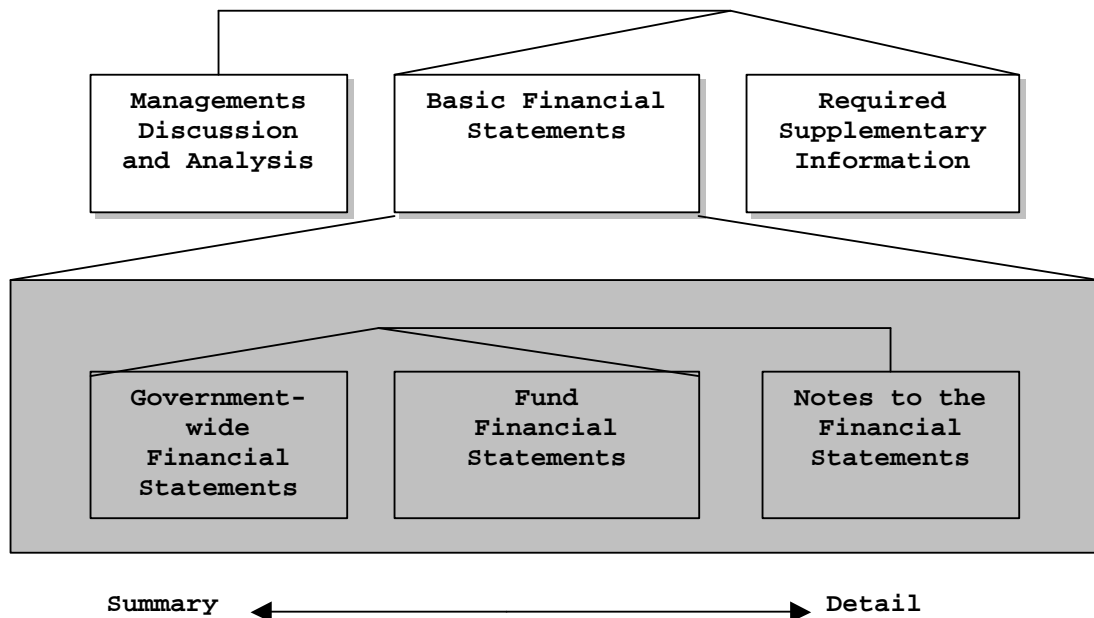 Managements
Discussion
and Analysis
Basic Financial
Statements
Required
Supplementary
Information
Government-
wide
Financial
Statements
Fund
Financial
Statements
Notes to the
Financial
Statements
Summary
Detail